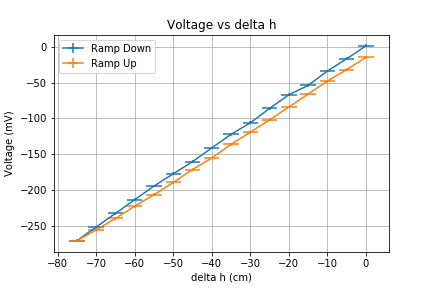 Voltage vs delta h
Ramp Down
Ramp Up
Voltage (mV)
0
−50
−100
−150
−200
−250
−80 −70 −60 −50 −40 −30 −20 −10 0
delta h (cm)